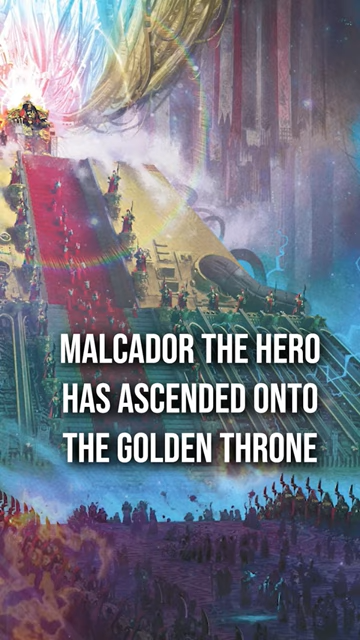 MALCADOR THE HERO
HAS ASCENDED ONTO
THE GOLDEN THRONE